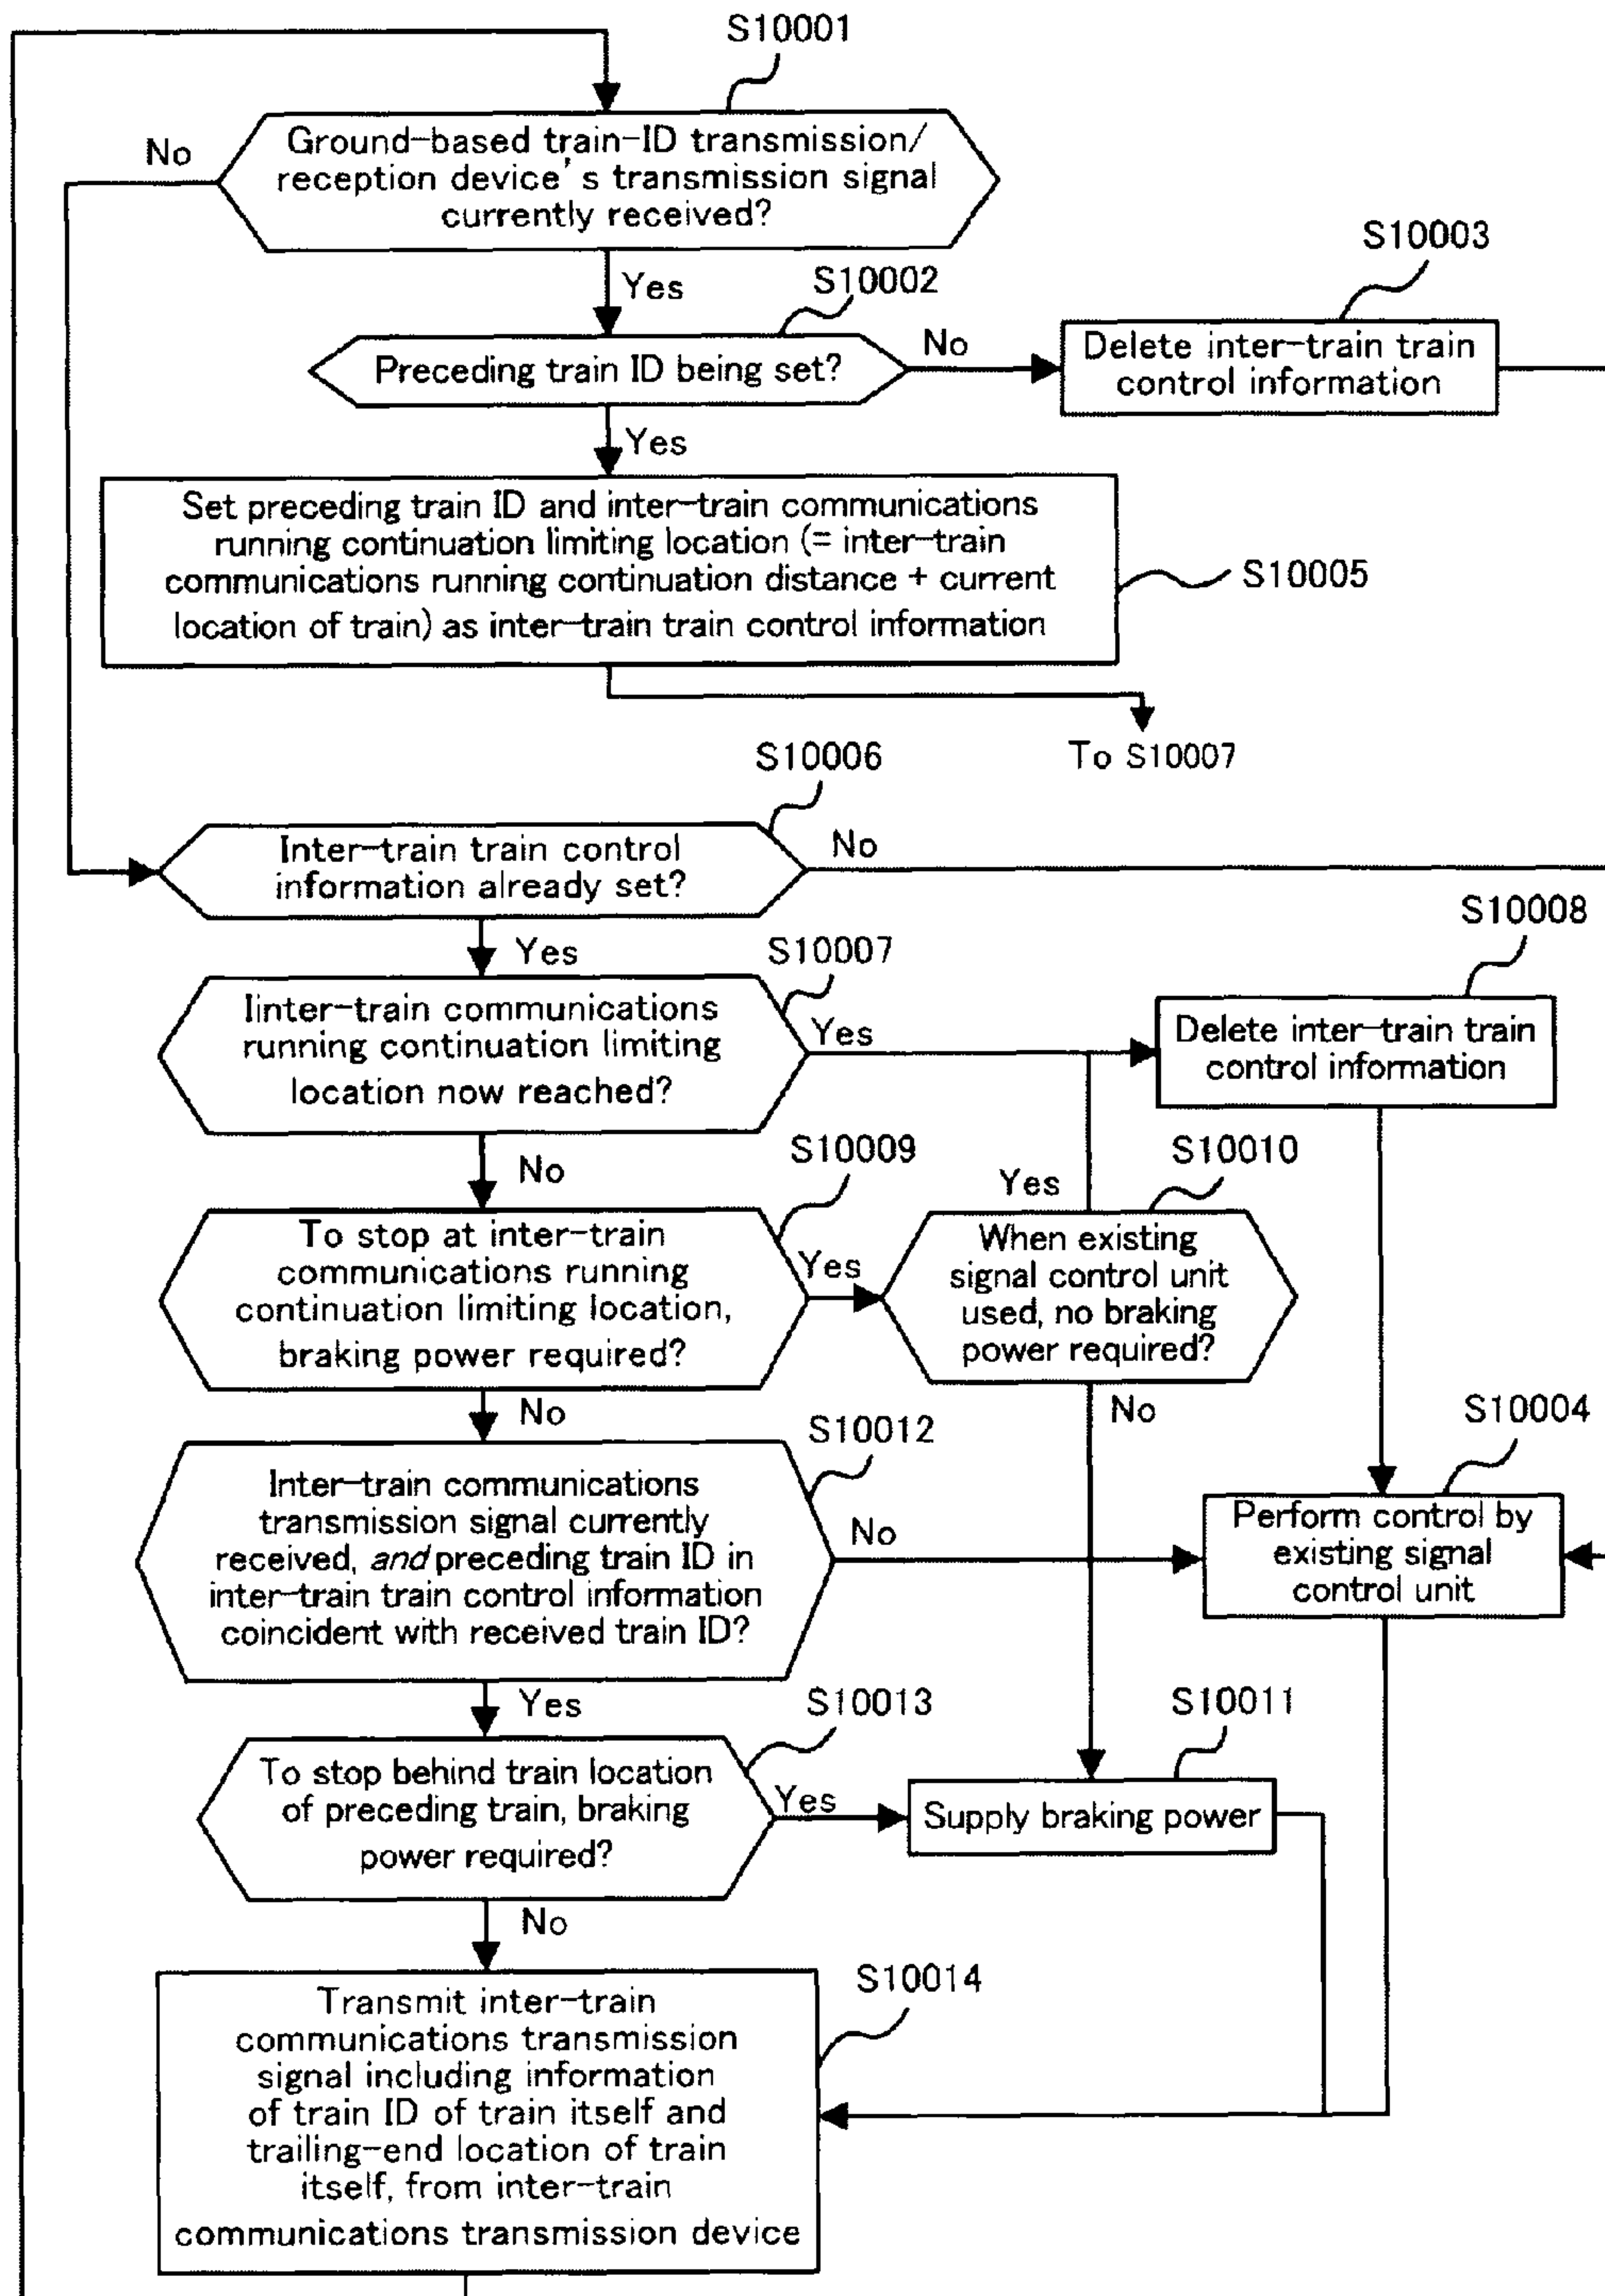 S10001
Ground-based train-ID transmission/
reception device's transmission signal
currently received?
No
Yes
S10002
Preceding train ID being set?
No
S10003
Delete inter-train train
control information
Yes
Set preceding train ID and inter-train communications
running continuation limiting location (= inter-train
communications running continuation distance + current
location of train) as inter-train train control information
S10005
To S10007
S10006
Inter-train train control
information already set?
No
Yes
S10007
Iinter-train communications
running continuation limiting
location now reached?
Yes
S10008
Delete inter-train train
control information
No
S10009
To stop at inter-train
communications running
continuation limiting location,
braking power required?
Yes
S10010
Yes
When existing
signal control unit
used, no braking
power required?
No
No
S10012
Inter-train communications
transmission signal currently
received, and preceding train ID in
inter-train train control information
coincident with received train ID?
No
S10004
Perform control by
existing signal
control unit
Yes
S10013
To stop behind train location
of preceding train, braking
power required?
Yes
S10011
Supply braking power
No
S10014
Transmit inter-train
communications transmission
signal including information
of train ID of train itself and
trailing-end location of train
itself, from inter-train
communications transmission device